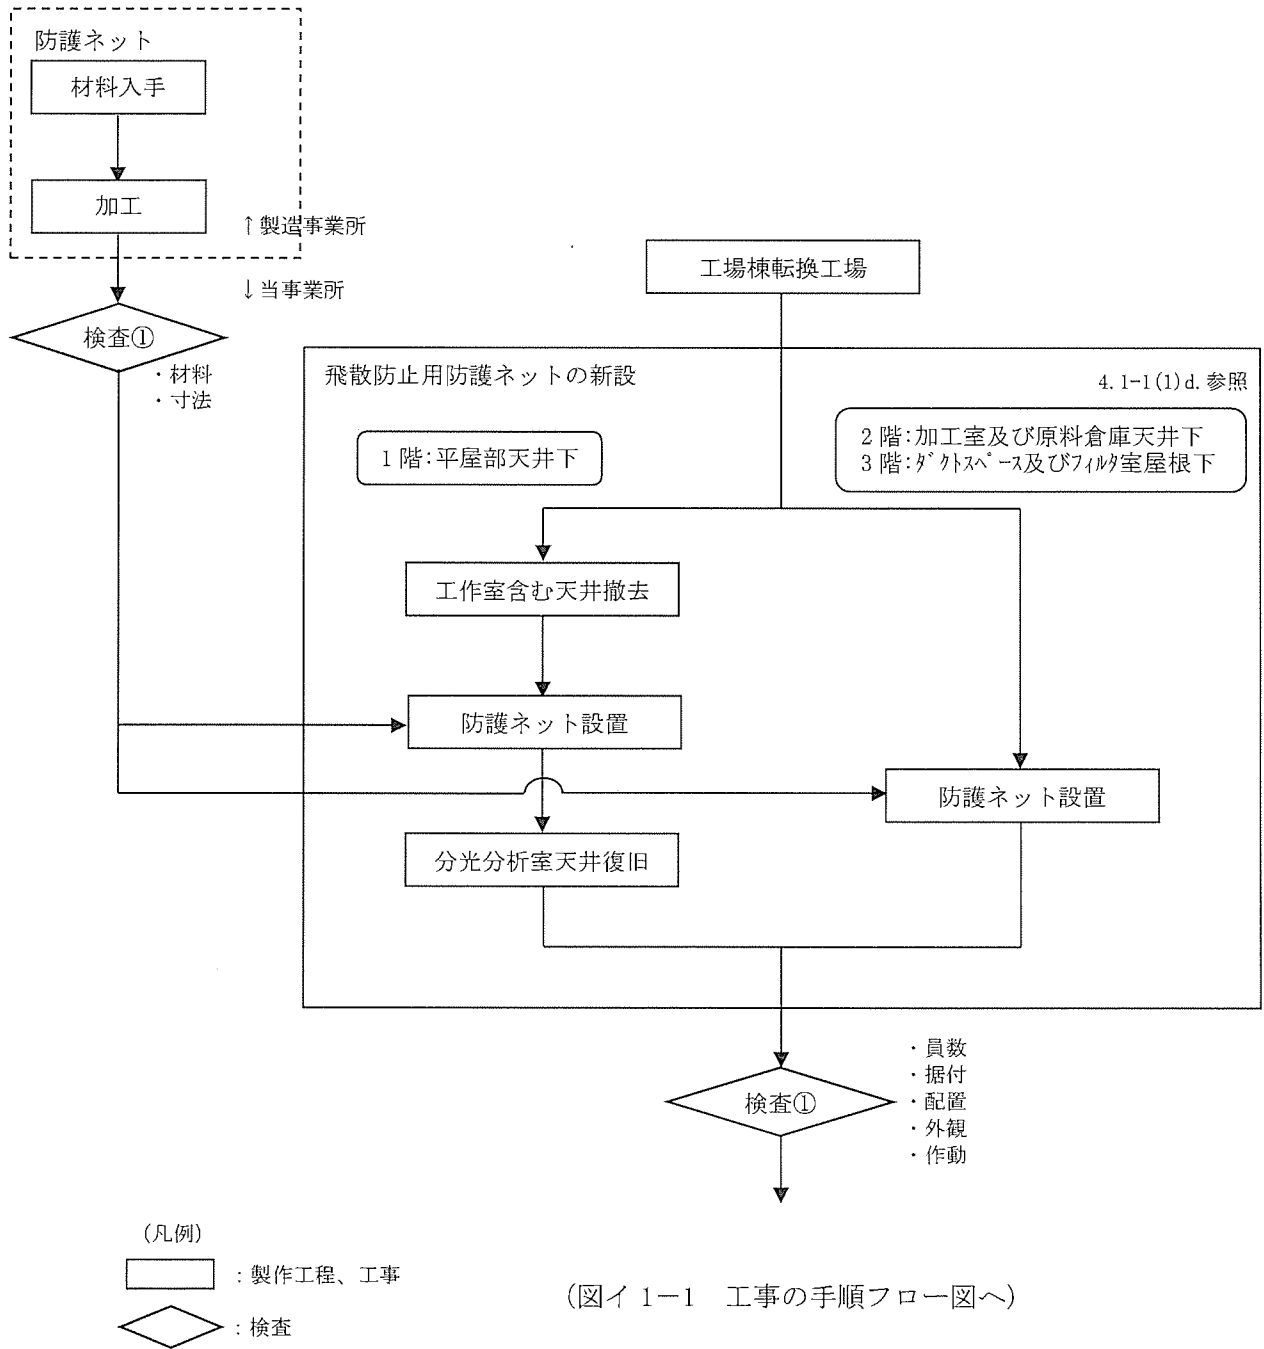 防護ネット
材料入手
加工
↑製造事業所
↓当事業所
検査①
・材料
・寸法
工場棟転換工場
飛散防止用防護ネットの新設
4.1-1(1)d.参照
1階:平屋部天井下
2階:加工室及び原料倉庫天井下
3階:ﾀﾞｸﾄｽﾍﾟｰｽ及びﾌｨﾙﾀ室屋根下
工作室含む天井撤去
防護ネット設置
防護ネット設置
分光分析室天井復旧
検査①
・員数
・据付
・配置
・外観
・作動
(凡例)
：製作工程、工事
：検査
(図イ 1-1　工事の手順フロー図へ)